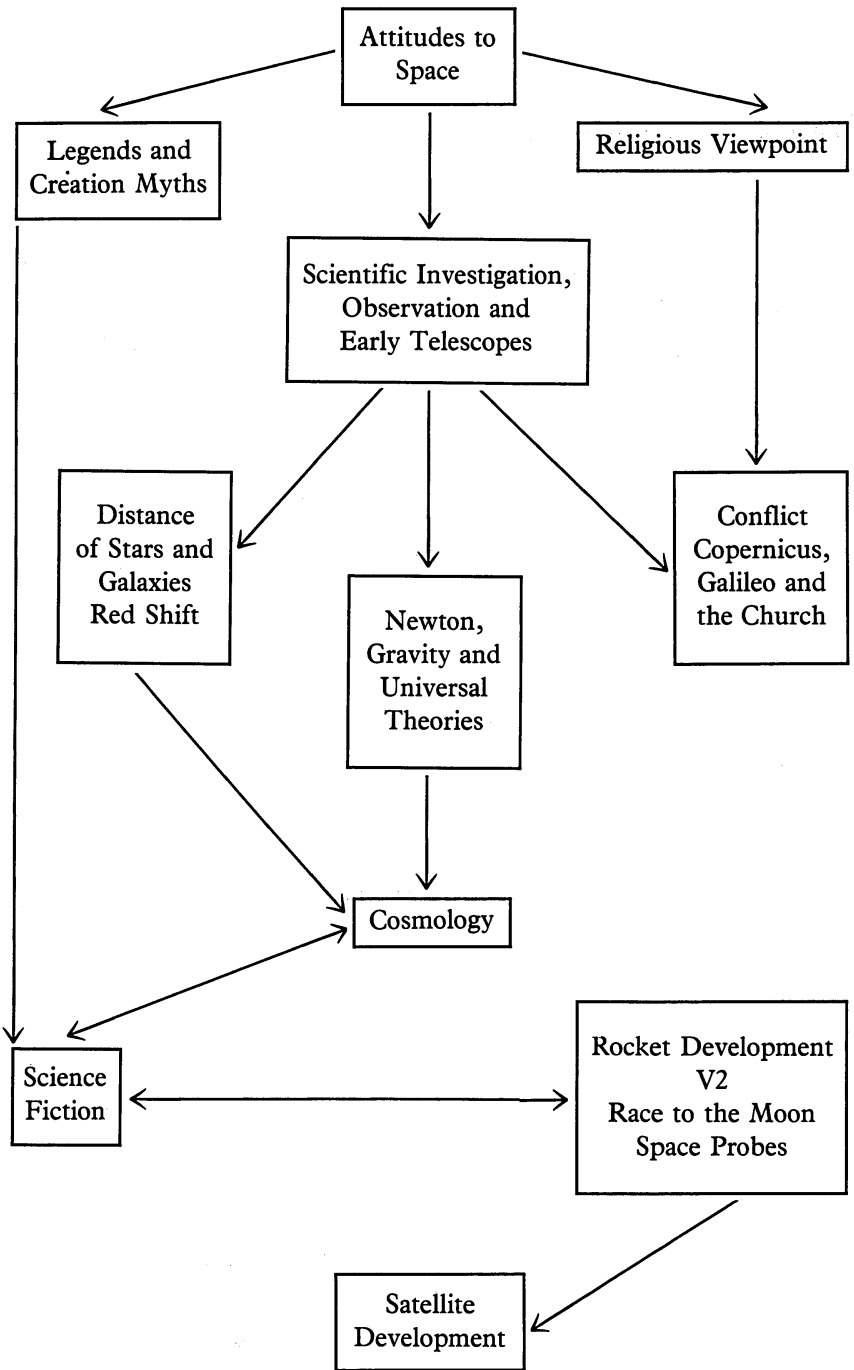 Attitudes to
Space
Legends and
Creation Myths
Religious Viewpoint
Scientific Investigation,
Observation and
Early Telescopes
Distance
of Stars and
Galaxies
Red Shift
Newton,
Gravity and
Universal
Theories
Conflict
Copernicus,
Galileo and
the Church
Cosmology
Science
Fiction
Rocket Development
V2
Race to the Moon
Space Probes
Satellite
Development